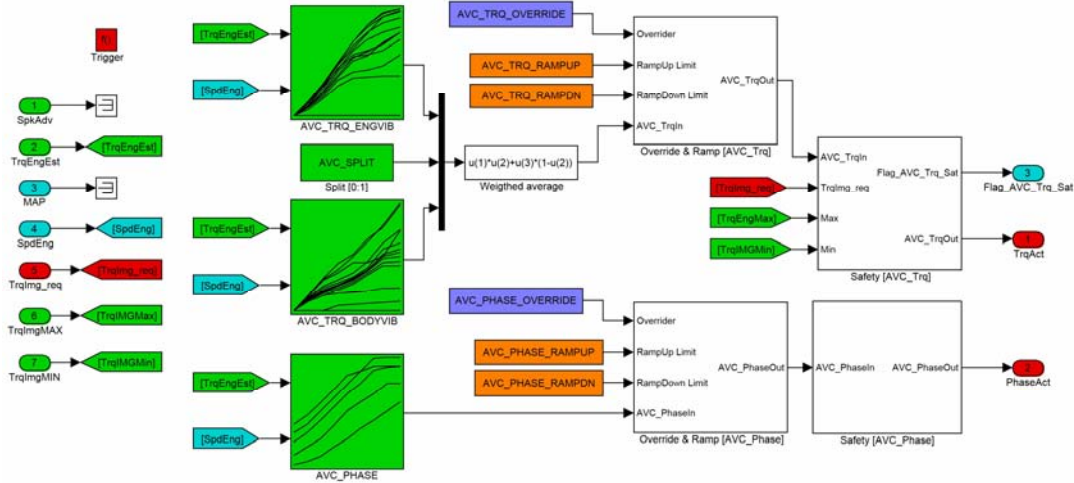 f()
Trigger
1
SpkAdv
2
TrqEngEst
[TrqEngEst]
3
MAP
4
SpdEng
[SpdEng]
5
TrqImg_req
[TrqImg_req]
6
TrqImgMAX
[TrqIMGMax]
7
TrqImgMIN
[TrqIMGMin]
[TrqEngEst]
[SpdEng]
AVC_TRQ_ENGVIB
AVC_SPLIT
Split [0:1]
[TrqEngEst]
[SpdEng]
AVC_TRQ_BODYVIB
[TrqEngEst]
[SpdEng]
AVC_PHASE
u(1)*u(2)+u(3)*(1-u(2))
Weigthed average
AVC_TRQ_OVERRIDE
AVC_TRQ_RAMPUP
AVC_TRQ_RAMPDN
Overrider
RampUp Limit
RampDown Limit
AVC_TrqIn
AVC_TrqOut
Override & Ramp [AVC_Trq]
[TrqImg_req]
[TrqEngMax]
[TrqIMGMin]
AVC_TrqIn
TrqImg_req
Max
Min
Flag_AVC_Trq_Sat
AVC_TrqOut
Safety [AVC_Trq]
3
Flag_AVC_Trq_Sat
1
TrqAct
AVC_PHASE_OVERRIDE
AVC_PHASE_RAMPUP
AVC_PHASE_RAMPDN
Overrider
RampUp Limit
RampDown Limit
AVC_PhaseIn
AVC_PhaseOut
Override & Ramp [AVC_Phase]
AVC_PhaseIn
AVC_PhaseOut
Safety [AVC_Phase]
2
PhaseAct